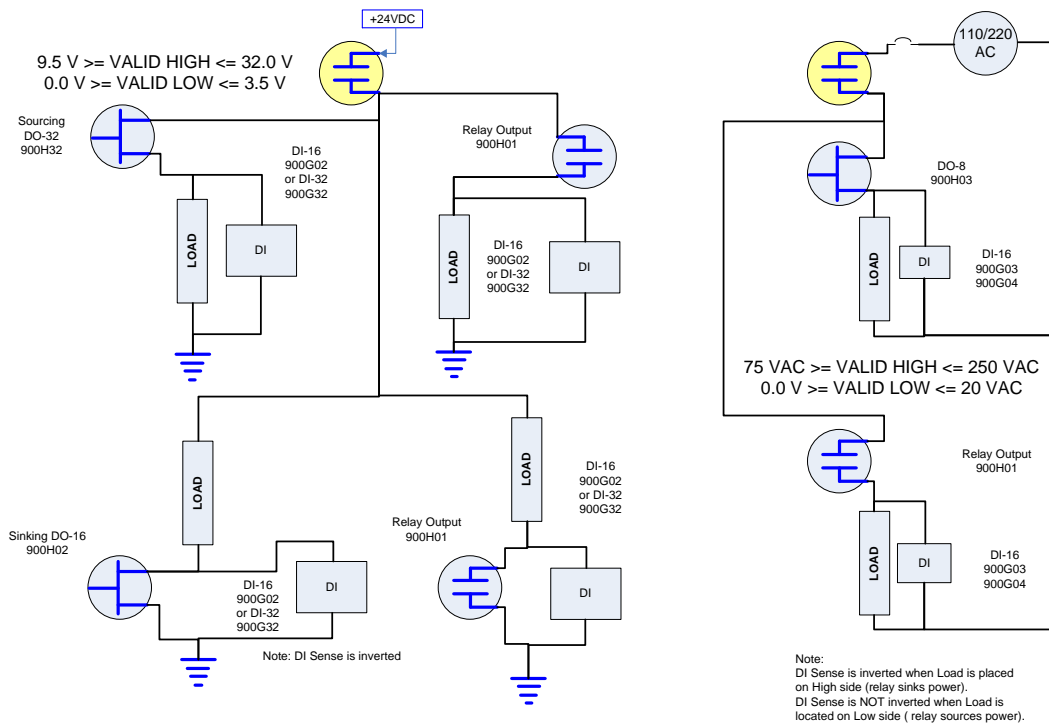 +24VDC
9.5 V >= VALID HIGH <= 32.0 V
0.0 V >= VALID LOW <= 3.5 V
Sourcing
DO-32
900H32
DI-16
900G02
or DI-32
900G32
LOAD
DI
Relay Output
900H01
DI-16
900G02
or DI-32
900G32
LOAD
DI
LOAD
Sinking DO-16
900H02
DI-16
900G02
or DI-32
900G32
DI
Note: DI Sense is inverted
LOAD
DI-16
900G02
or DI-32
900G32
Relay Output
900H01
DI
110/220
AC
DO-8
900H03
LOAD
DI
DI-16
900G03
900G04
75 VAC >= VALID HIGH <= 250 VAC
0.0 V >= VALID LOW <= 20 VAC
Relay Output
900H01
LOAD
DI
DI-16
900G03
900G04
Note:
DI Sense is inverted when Load is placed
on High side (relay sinks power).
DI Sense is NOT inverted when Load is
located on Low side ( relay sources power).